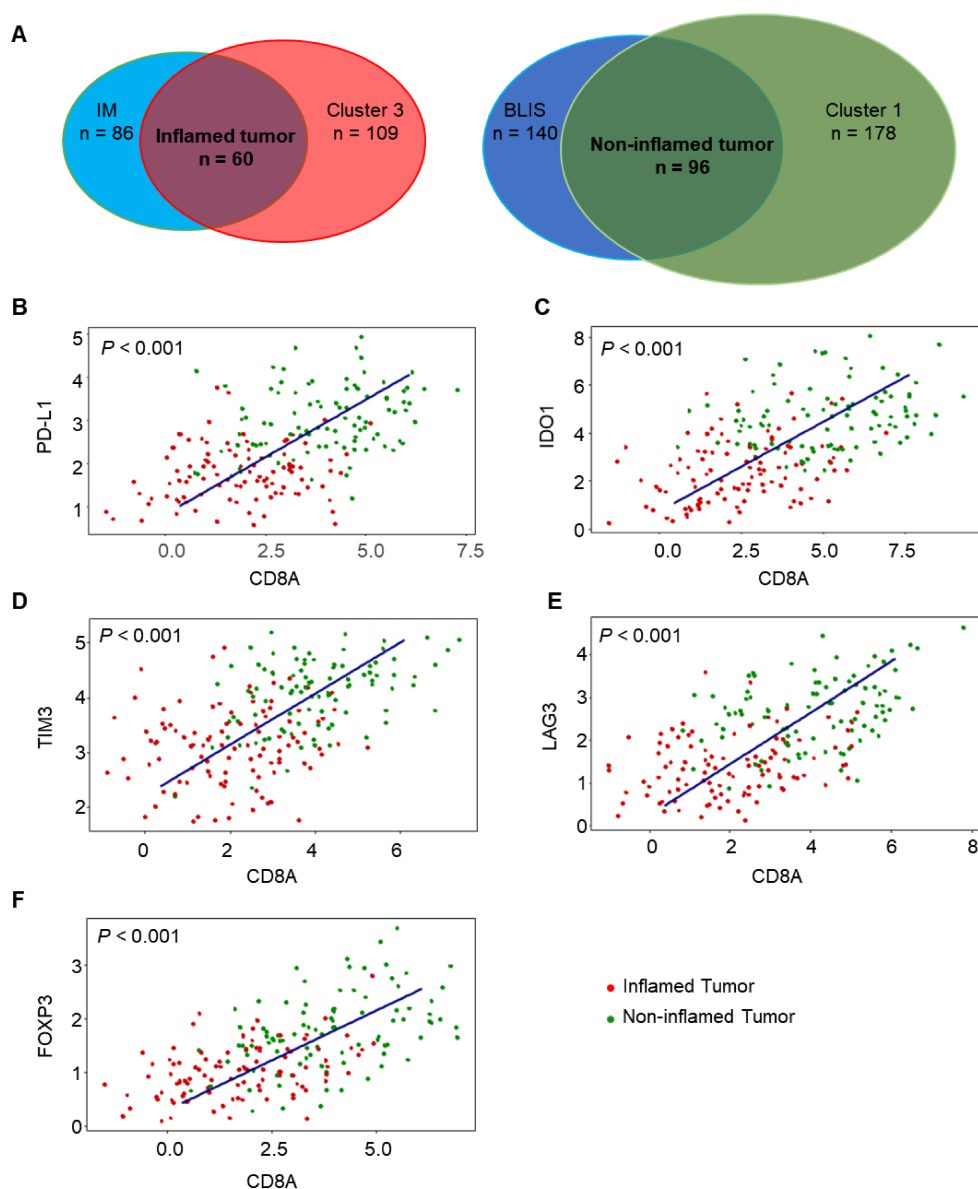 A
IM
n = 86
Inflamed tumor
n = 60
Cluster 3
n = 109
BLIS
n = 140
Non-inflamed tumor
n = 96
Cluster 1
n = 178
B
P < 0.001
PD-L1
5
4
3
2
1
0.0 2.5 5.0 7.5
CD8A
C
P < 0.001
IDO1
8
6
4
2
0
0.0 2.5 5.0 7.5
CD8A
D
P < 0.001
TIM3
5
4
3
2
0 2 4 6
CD8A
E
P < 0.001
LAG3
4
3
2
1
0
0 2 4 6 8
CD8A
F
P < 0.001
FOXP3
3
2
1
0
0.0 2.5 5.0
CD8A
Inflamed Tumor
Non-inflamed Tumor